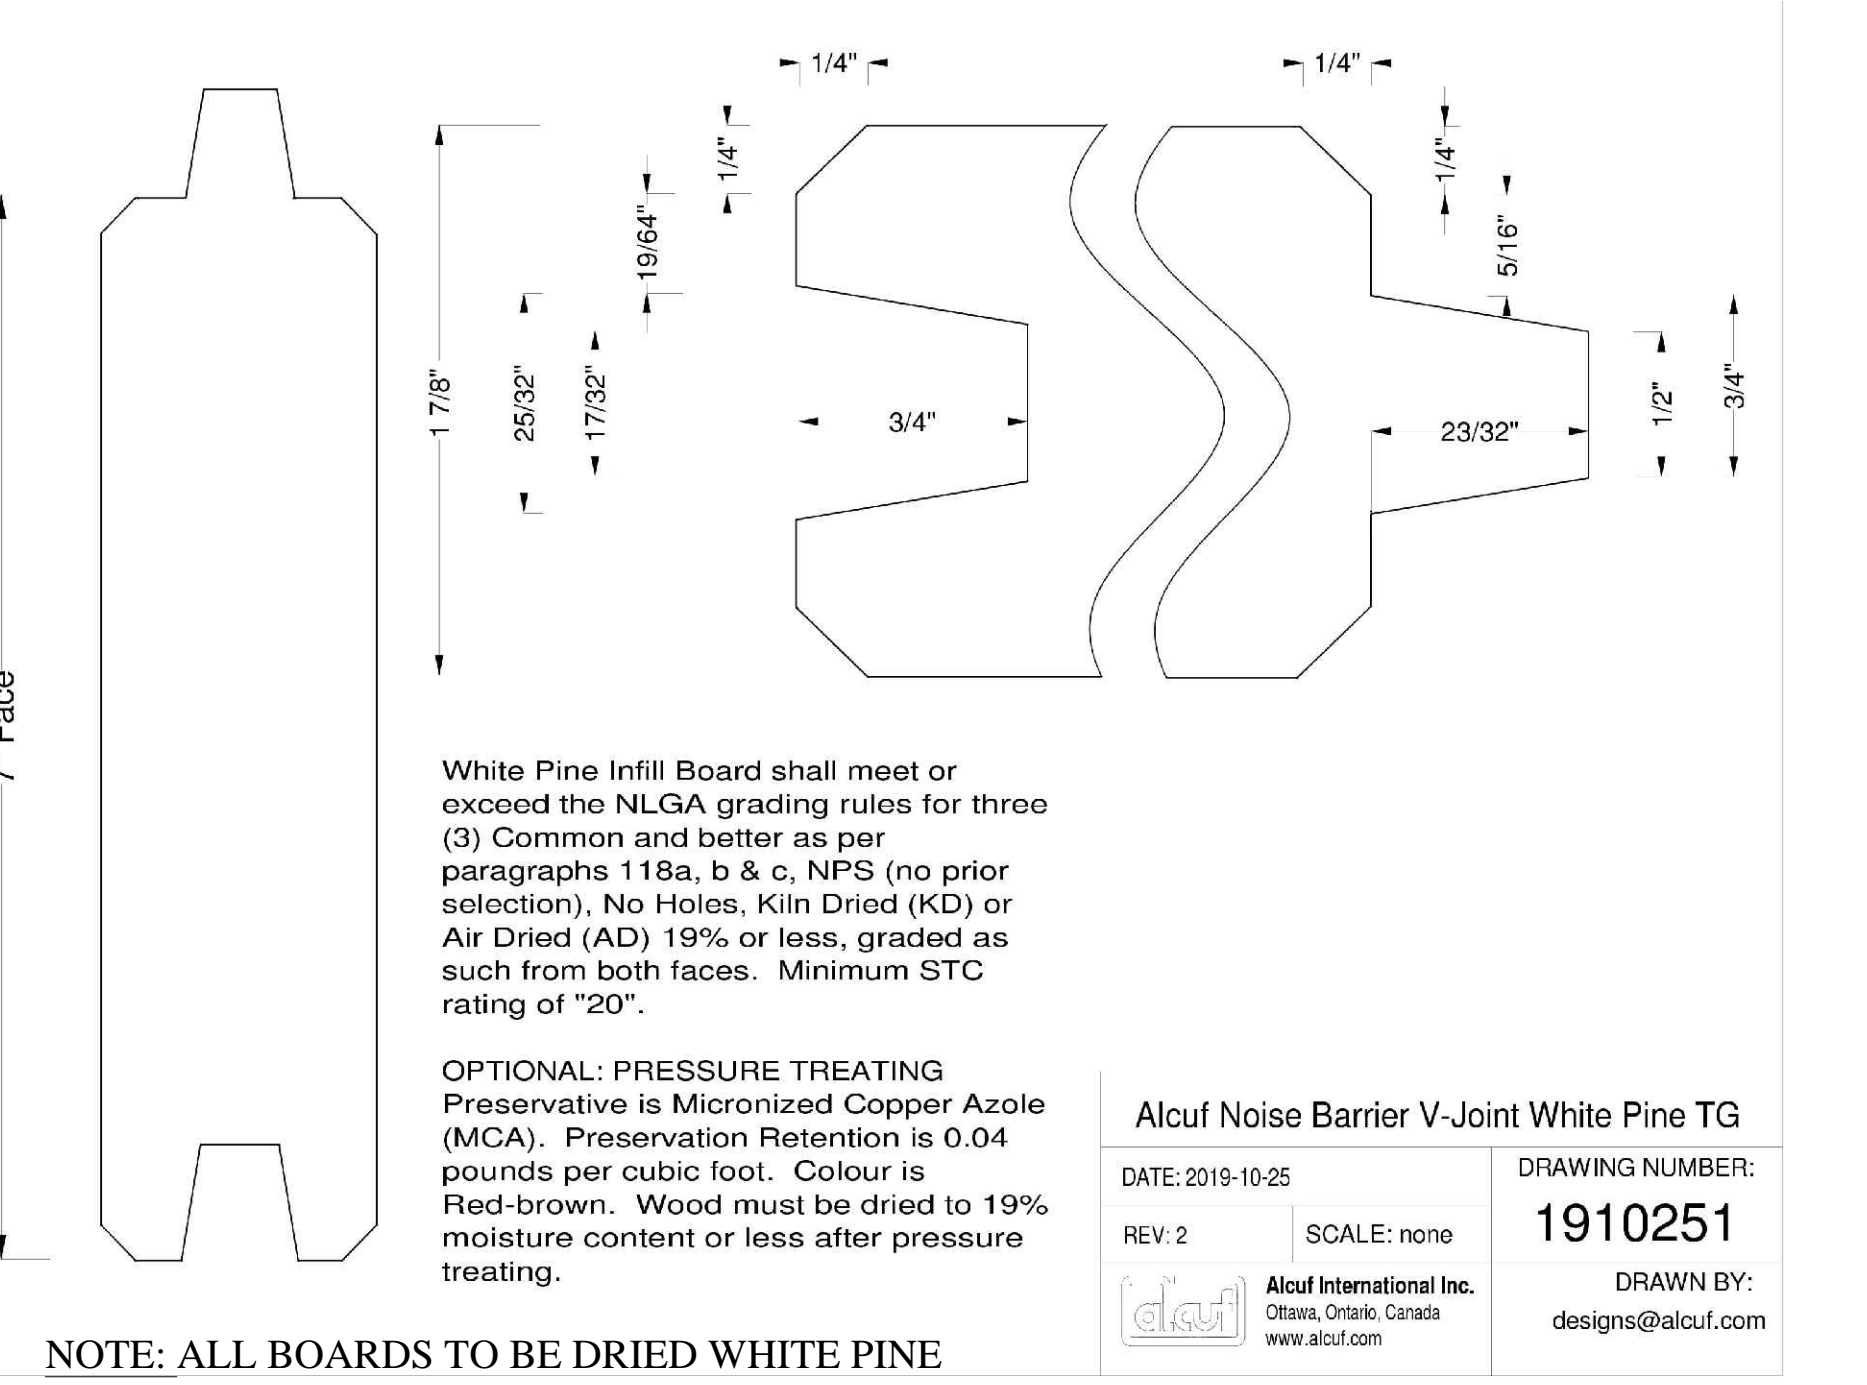 1/4"
1/4"
1/4"
1/4"
19/64"
5/16"
1 7/8"
25/32"
17/32"
3/4"
23/32"
1/2"
3/4"
7" Face
White Pine Infill Board shall meet or
exceed the NLGA grading rules for three
(3) Common and better as per
paragraphs 118a, b & c, NPS (no prior
selection), No Holes, Kiln Dried (KD) or
Air Dried (AD) 19% or less, graded as
such from both faces. Minimum STC
rating of "20".
OPTIONAL: PRESSURE TREATING
Preservative is Micronized Copper Azole
(MCA). Preservation Retention is 0.04
pounds per cubic foot. Colour is
Red-brown. Wood must be dried to 19%
moisture content or less after pressure
treating.
NOTE: ALL BOARDS TO BE DRIED WHITE PINE
Alcuf Noise Barrier V-Joint White Pine TG
DATE: 2019-10-25
REV: 2
SCALE: none
DRAWING NUMBER:
1910251
alcuf
Alcuf International Inc.
Ottawa, Ontario, Canada
www.alcuf.com
DRAWN BY:
designs@alcuf.com